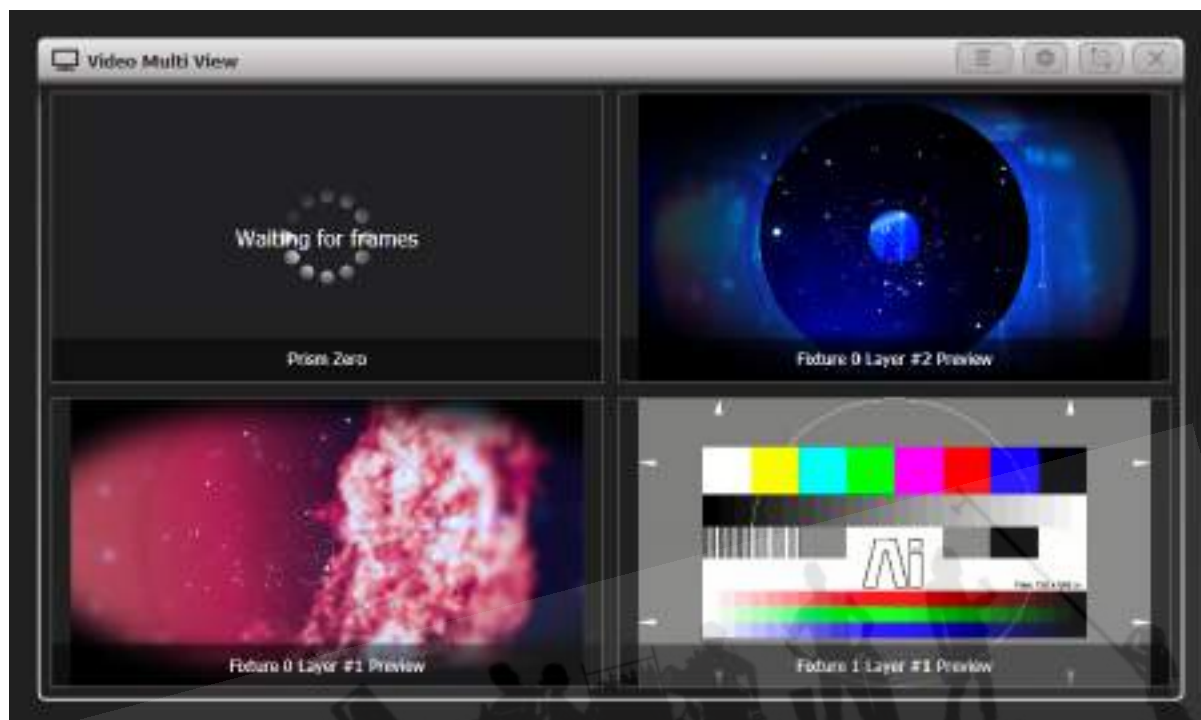 Video Multi View
Waiting for frames
Prism Zero
Fixture 0 Layer #2 Preview
Fixture 0 Layer #1 Preview
Ai
Fixture 1 Layer #1 Preview